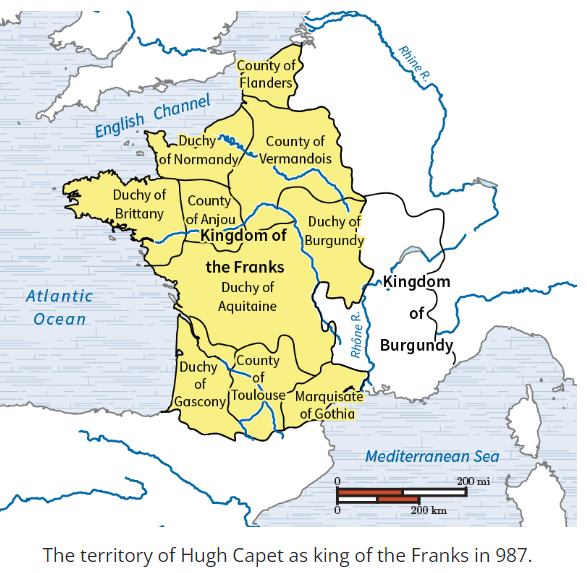 Rhine R.
County of
Flanders
English Channel
Duchy
of Normandy
County of
Vermandois
Duchy of
Brittany
County
of Anjou
Duchy of
Burgundy
Kingdom of
the Franks
Duchy of
Aquitaine
Kingdom
of
Burgundy
Atlantic
Ocean
Rhône R.
Duchy
of
Gascony
County
of
Toulouse
Marquisate
of Gothia
Mediterranean Sea
0 200 mi
0 200 km
The territory of Hugh Capet as king of the Franks in 987.